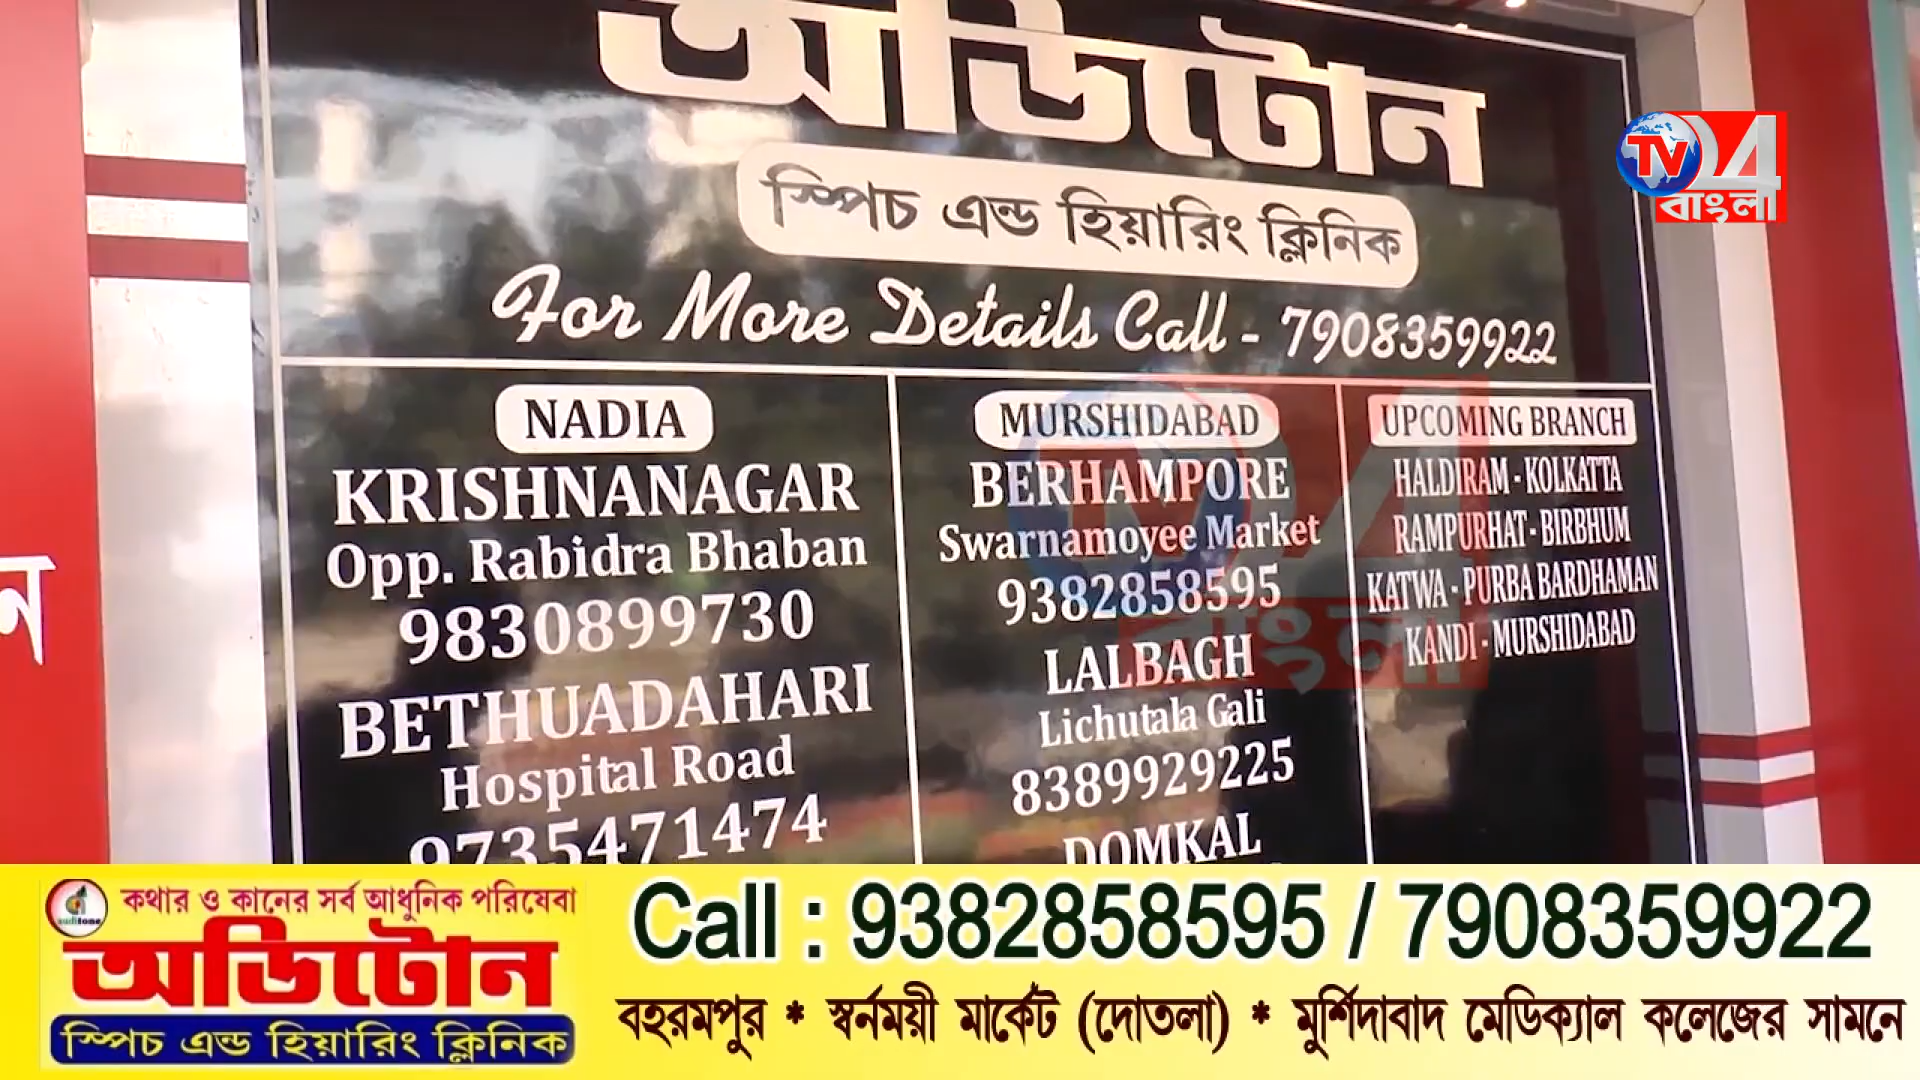 অডিটোন
স্পিচ এন্ড হিয়ারিং ক্লিনিক
For More Details Call - 7908359922
NADIA
KRISHNANAGAR
Opp. Rabidra Bhaban
9830899730
BETHUADAHARI
Hospital Road
9735471474
MURSHIDABAD
BERHAMPORE
Swarnamoyee Market
9382858595
LALBAGH
Lichutala Gali
8389929225
DOMKAL
UPCOMING BRANCH
HALDIRAM - KOLKATTA
RAMPURHAT - BIRBHUM
KATWA - PURBA BARDHAMAN
KANDI - MURSHIDABAD
TV 24
বাংলা
ন
কথার ও কানের সর্ব আধুনিক পরিষেবা
auditone
অডিটোন
স্পিচ এন্ড হিয়ারিং ক্লিনিক
Call : 9382858595 / 7908359922
বহরমপুর * স্বর্নময়ী মার্কেট (দোতলা) * মুর্শিদাবাদ মেডিক্যাল কলেজের সামনে